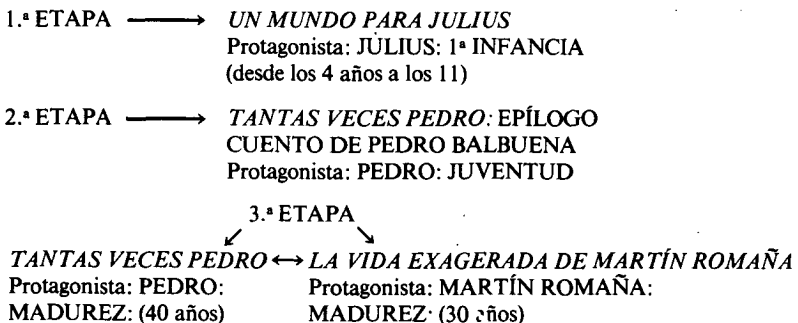 1.ª ETAPA → UN MUNDO PARA JULIUS
Protagonista: JÚLIUS: 1ª INFANCIA
(desde los 4 años a los 11)
2.ª ETAPA → TANTAS VECES PEDRO: EPÍLOGO
CUENTO DE PEDRO BALBUENA
Protagonista: PEDRO: JUVENTUD
3.ª ETAPA
TANTAS VECES PEDRO ↔ LA VIDA EXAGERADA DE MARTÍN ROMAÑA
Protagonista: PEDRO: Protagonista: MARTÍN ROMAÑA:
MADUREZ: (40 años) MADUREZ: (30 años)